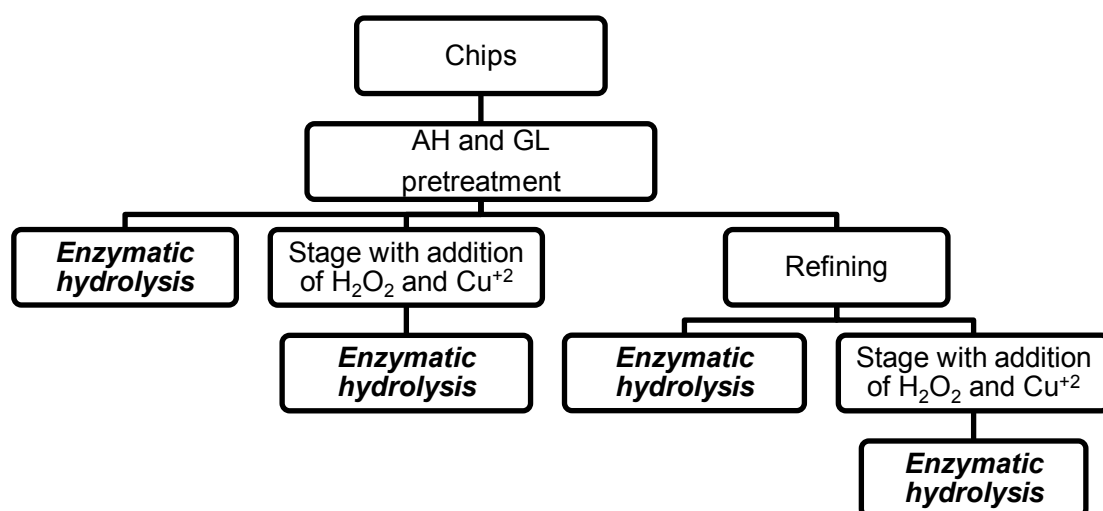 Chips
AH and GL
pretreatment
Enzymatic
hydrolysis
Stage with addition
of H₂O₂ and Cu⁺²
Refining
Enzymatic
hydrolysis
Enzymatic
hydrolysis
Stage with addition
of H₂O₂ and Cu⁺²
Enzymatic
hydrolysis